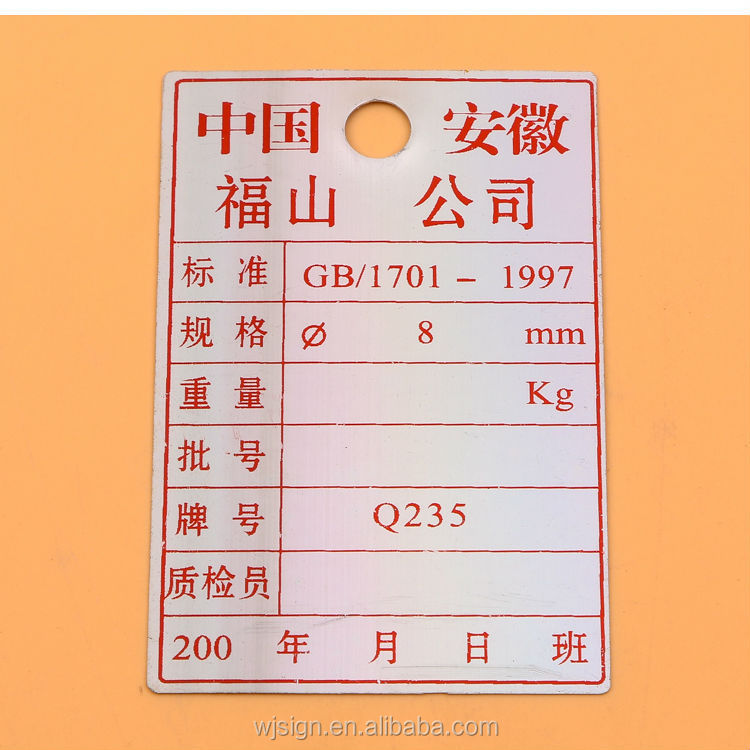 中国 安徽
福山 公司
标准 GB/1701 - 1997
规格 Ø 8 mm
重量 Kg
批号
牌号 Q235
质检员
200 年 月 日 班
wjsign.en.alibaba.com